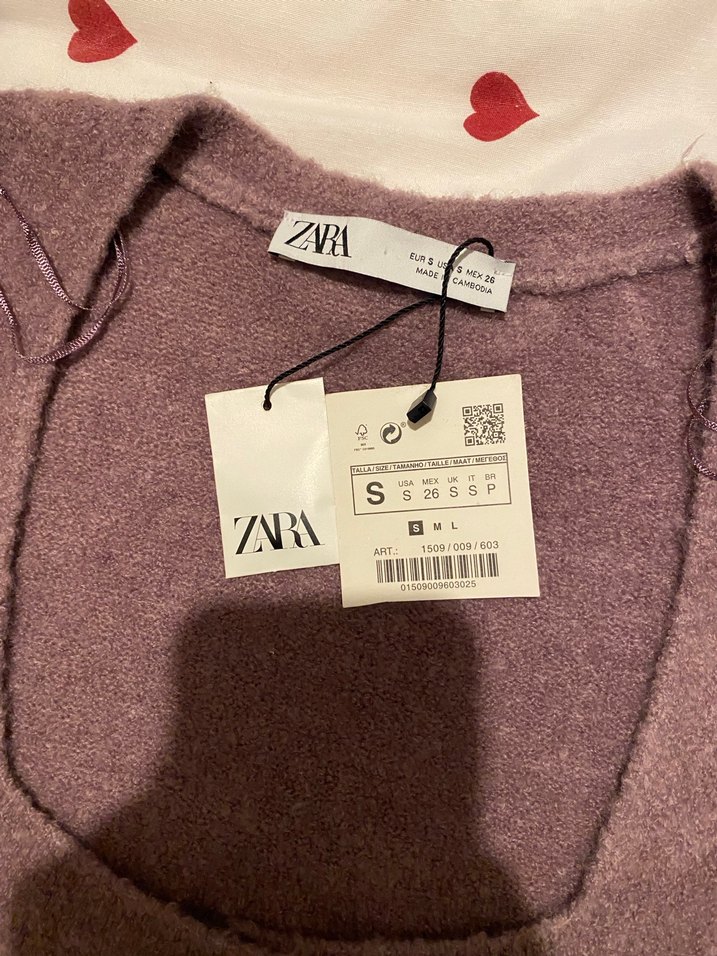 ZARA
EUR S USA S MEX 26
MADE IN CAMBODIA
ZARA
FSC
TALLA / SIZE / TAMANHO / TAILLE / MAAT / ΜΕΓΕΘΟΣ
S
USA MEX UK IT BR
S 26 S S P
S M L
ART.: 1509 / 009 / 603
01509009603025